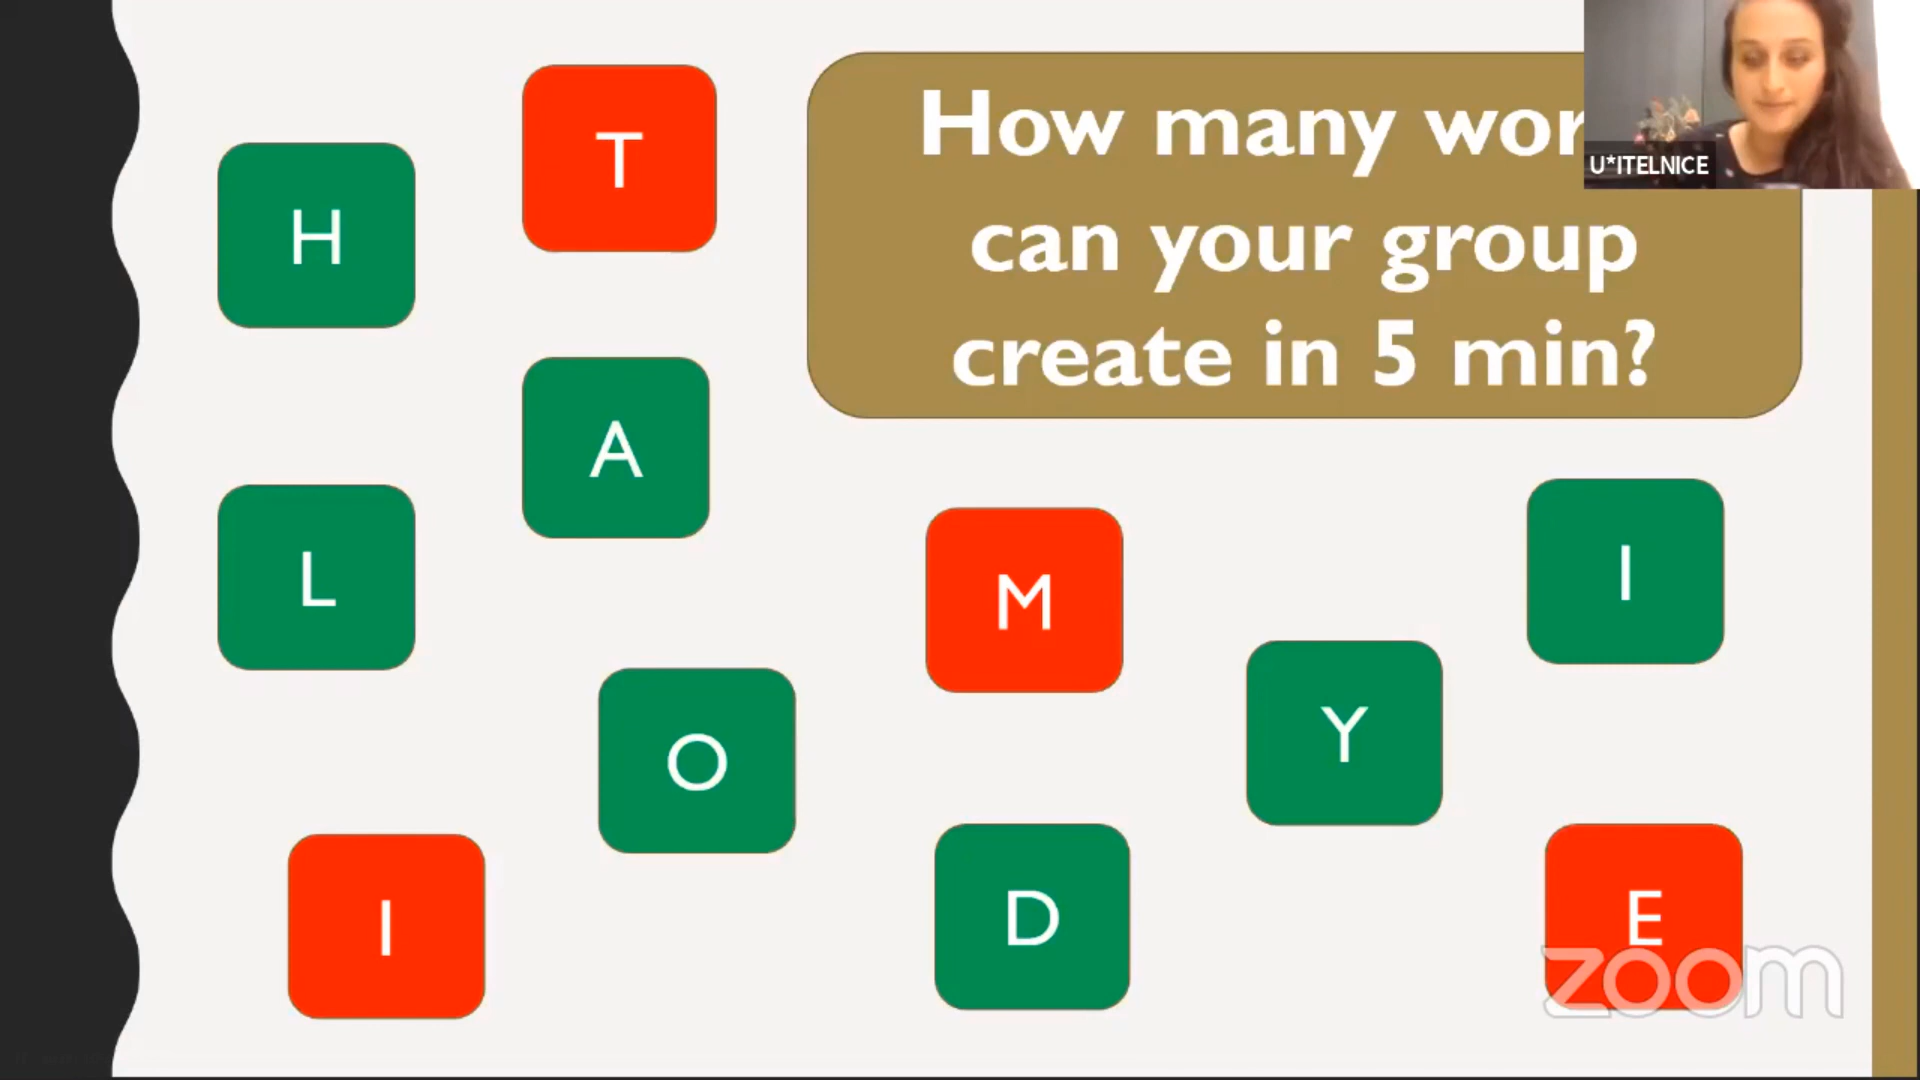 T
How many wor
H
U*ITELNICE
can your group
create in 5 min?
A
L
M
I
O
Y
I
D
E
zoom